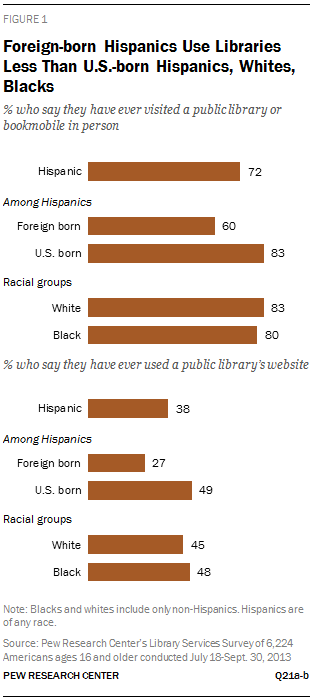 FIGURE 1
Foreign-born Hispanics Use Libraries
Less Than U.S.-born Hispanics, Whites,
Blacks
% who say they have ever visited a public library or
bookmobile in person
Hispanic 72
Among Hispanics
Foreign born 60
U.S. born 83
Racial groups
White 83
Black 80
% who say they have ever used a public library's website
Hispanic 38
Among Hispanics
Foreign born 27
U.S. born 49
Racial groups
White 45
Black 48
Note: Blacks and whites include only non-Hispanics. Hispanics are
of any race.
Source: Pew Research Center's Library Services Survey of 6,224
Americans ages 16 and older conducted July 18-Sept. 30, 2013
PEW RESEARCH CENTER Q21a-b